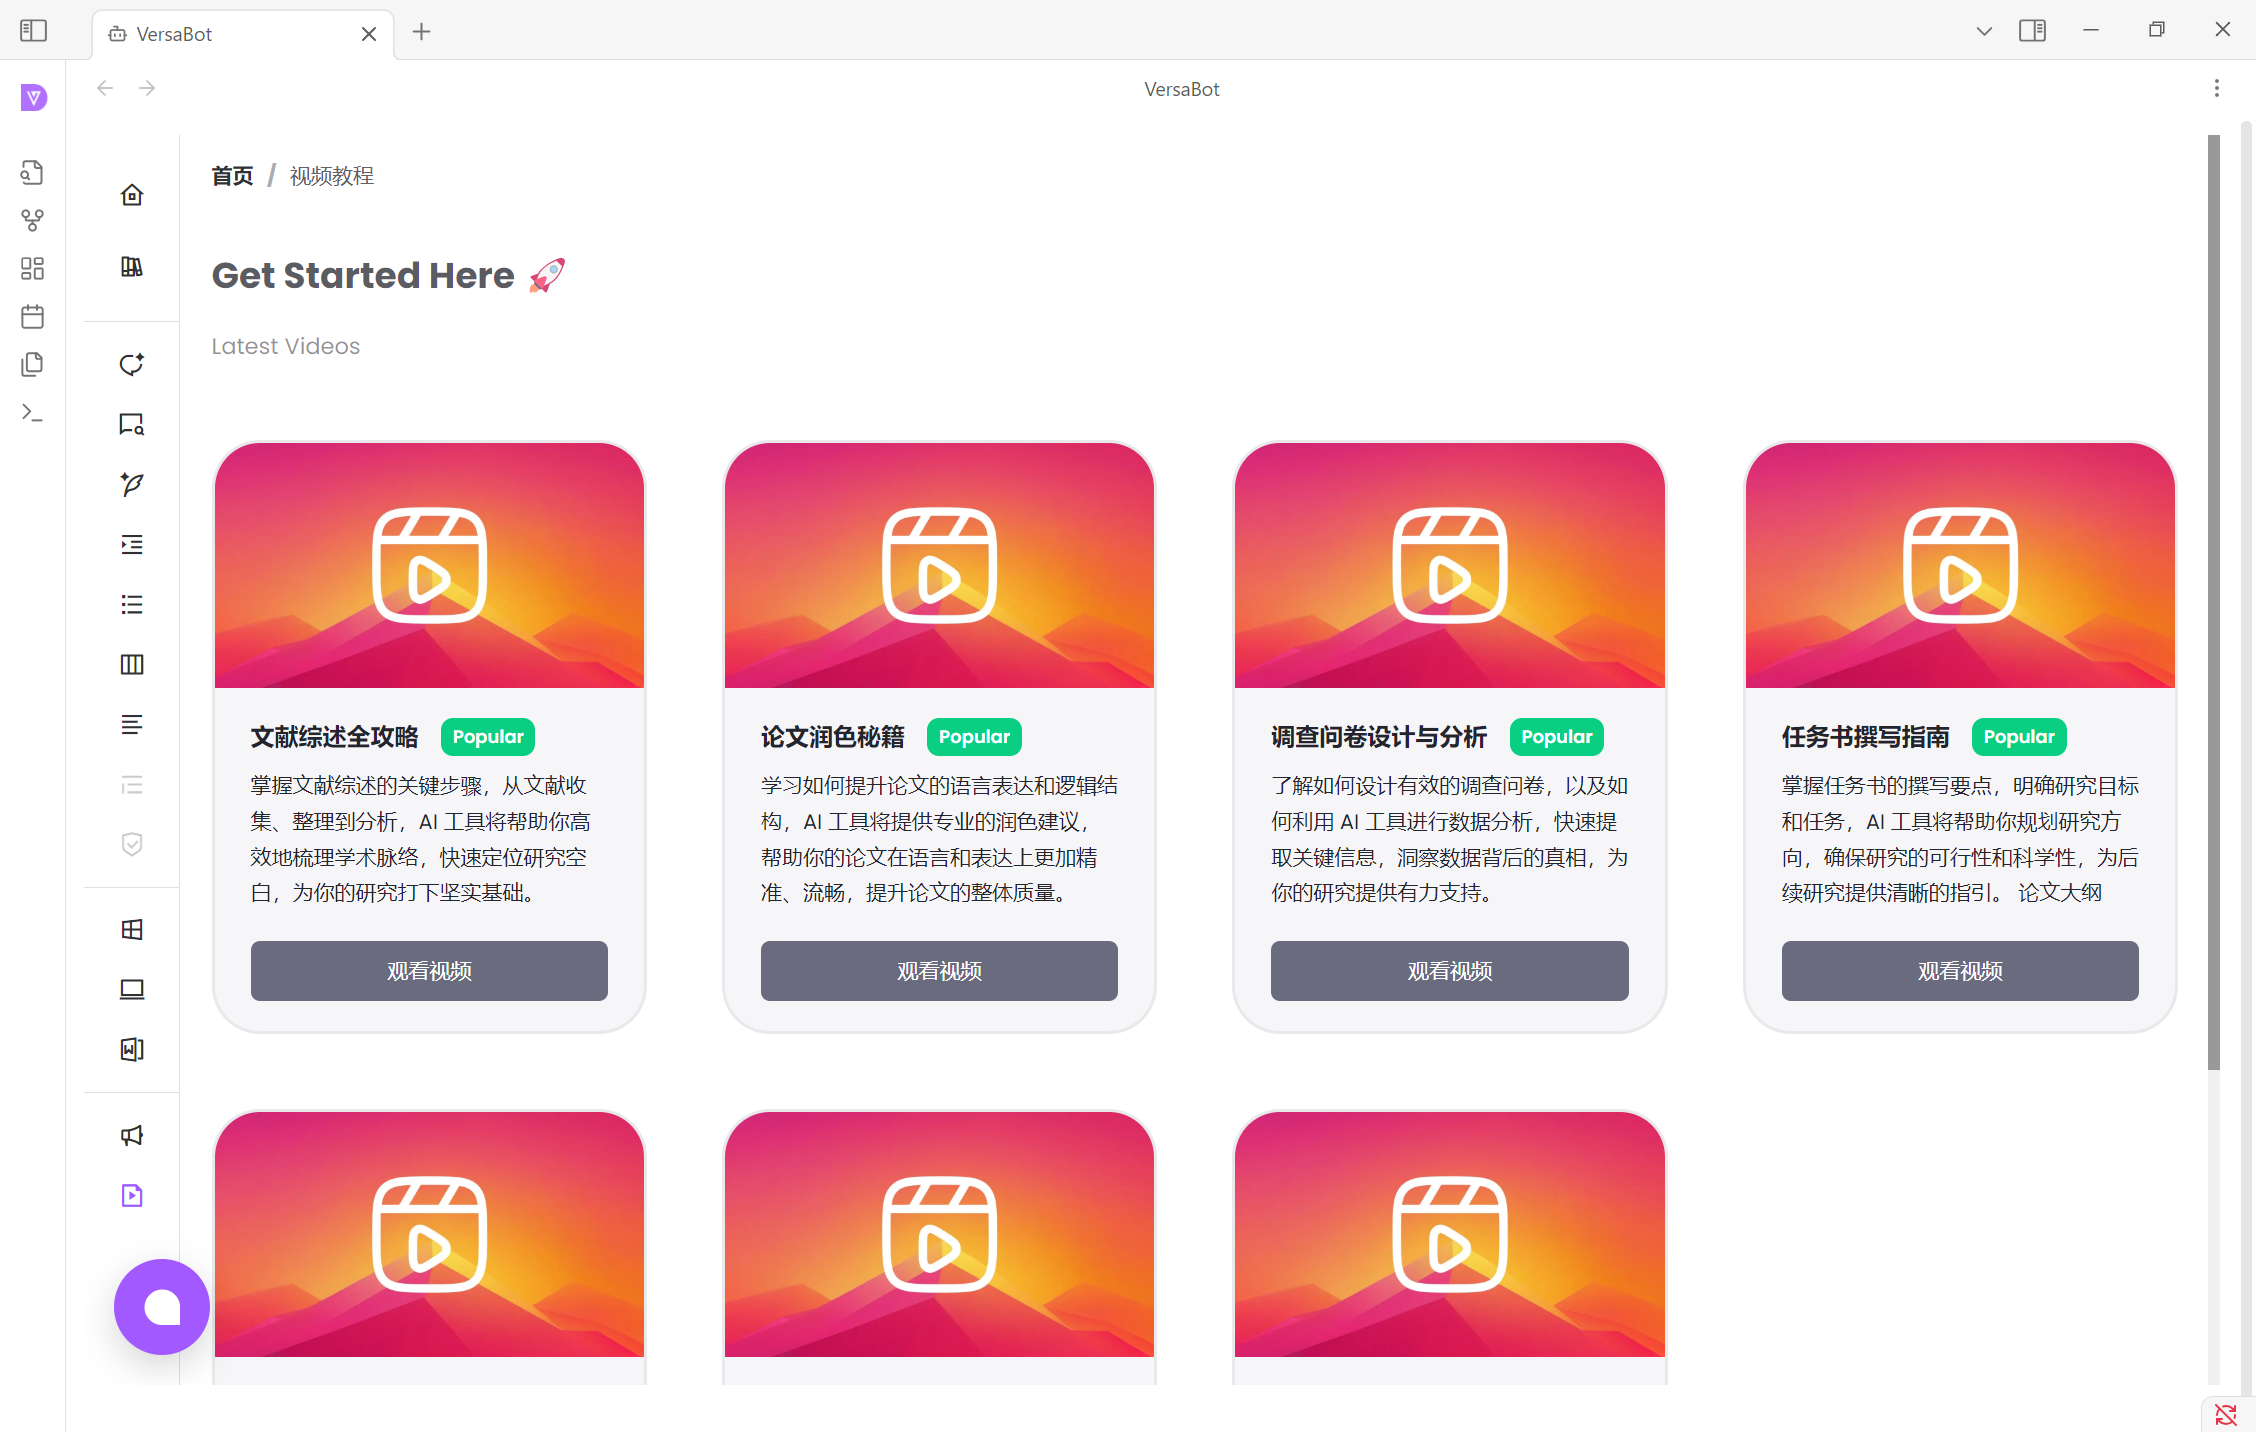 VersaBot
VersaBot
首页 / 视频教程
Get Started Here 🚀
Latest Videos
文献综述全攻略 Popular
掌握文献综述的关键步骤，从文献收
集、整理到分析，AI 工具将帮助你高
效地梳理学术脉络，快速定位研究空
白，为你的研究打下坚实基础。
观看视频
论文润色秘籍 Popular
学习如何提升论文的语言表达和逻辑结
构，AI 工具将提供专业的润色建议，
帮助你的论文在语言和表达上更加精
准、流畅，提升论文的整体质量。
观看视频
调查问卷设计与分析 Popular
了解如何设计有效的调查问卷，以及如
何利用 AI 工具进行数据分析，快速提
取关键信息，洞察数据背后的真相，为
你的研究提供有力支持。
观看视频
任务书撰写指南 Popular
掌握任务书的撰写要点，明确研究目标
和任务，AI 工具将帮助你规划研究方
向，确保研究的可行性和科学性，为后
续研究提供清晰的指引。 论文大纲
观看视频